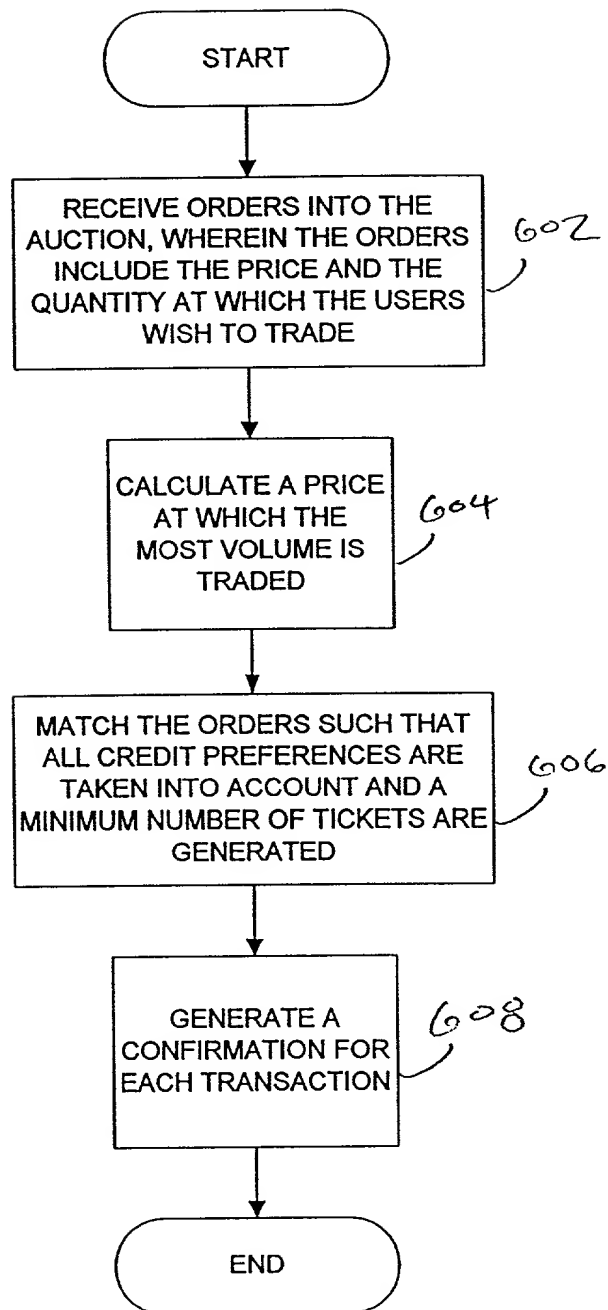 START
RECEIVE ORDERS INTO THE
AUCTION, WHEREIN THE ORDERS
INCLUDE THE PRICE AND THE
QUANTITY AT WHICH THE USERS
WISH TO TRADE
602
CALCULATE A PRICE
AT WHICH THE
MOST VOLUME IS
TRADED
604
MATCH THE ORDERS SUCH THAT
ALL CREDIT PREFERENCES ARE
TAKEN INTO ACCOUNT AND A
MINIMUM NUMBER OF TICKETS ARE
GENERATED
606
GENERATE A
CONFIRMATION FOR
EACH TRANSACTION
608
END